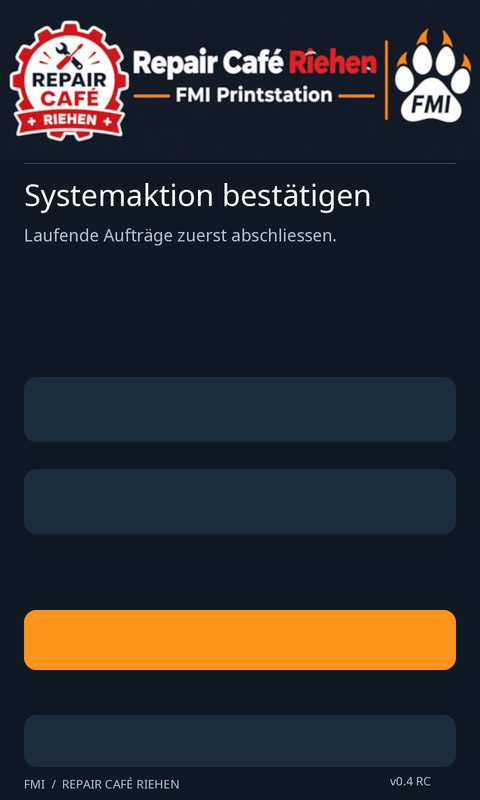 REPAIR
CAFÉ
RIEHEN
Repair Café Riehen
FMI Printstation
FMI
Systemaktion bestätigen
Laufende Aufträge zuerst abschliessen.
FMI / REPAIR CAFÉ RIEHEN
v0.4 RC